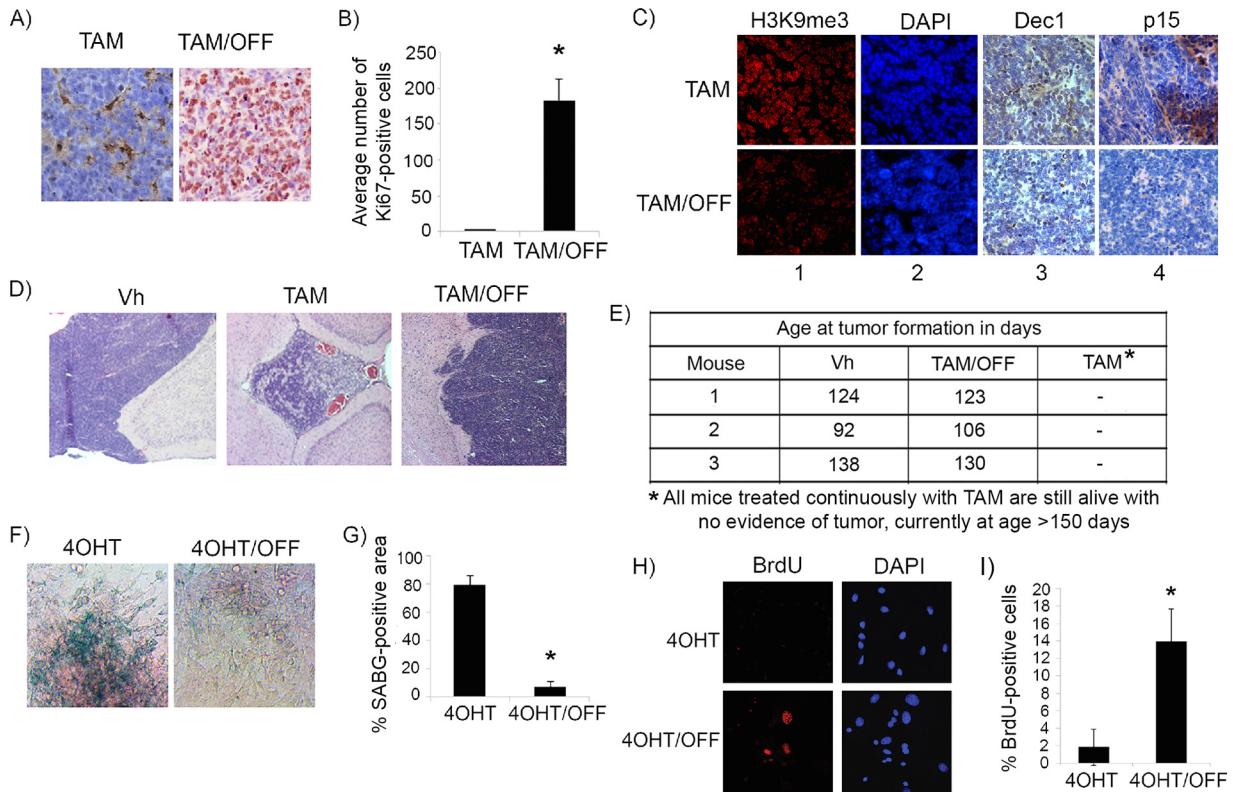 A)
TAM TAM/OFF
B)
Average number of
Ki67-positive cells
250
200
150
100
50
0
*
TAM TAM/OFF
C)
H3K9me3 DAPI Dec1 p15
TAM
TAM/OFF
1 2 3 4
D)
Vh TAM TAM/OFF
E)
Age at tumor formation in days
Mouse Vh TAM/OFF TAM*
1 124 123 -
2 92 106 -
3 138 130 -
* All mice treated continuously with TAM are still alive with
no evidence of tumor, currently at age >150 days
F)
4OHT 4OHT/OFF
G)
% SABG-positive area
100
80
60
40
20
0
*
4OHT 4OHT/OFF
H)
BrdU DAPI
4OHT
4OHT/OFF
I)
% BrdU-positive cells
20
18
16
14
12
10
8
6
4
2
0
*
4OHT 4OHT/OFF